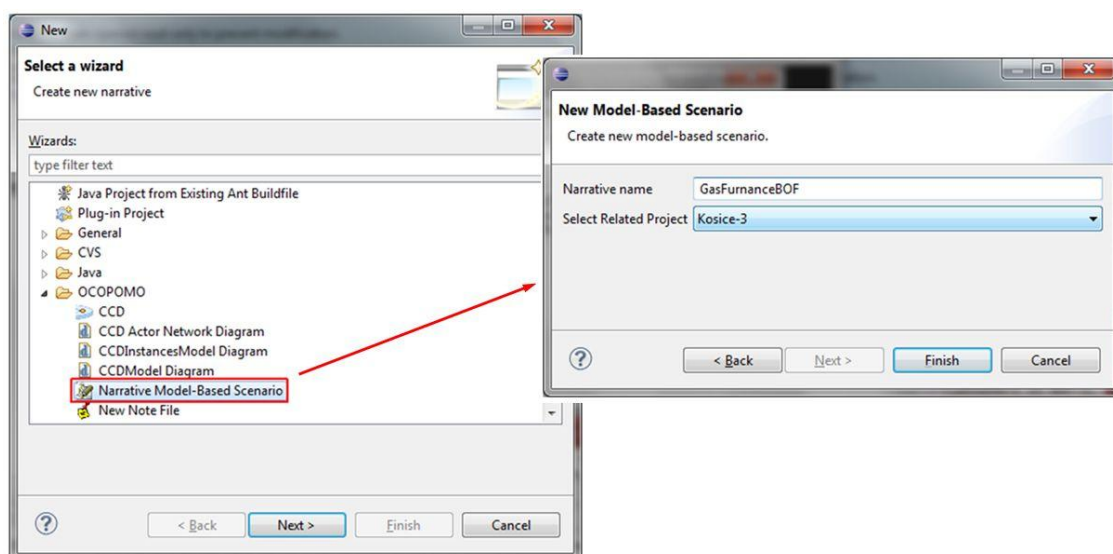 New
Select a wizard
Create new narrative
Wizards:
type filter text
Java Project from Existing Ant Buildfile
Plug-in Project
General
CVS
Java
OCOPOMO
CCD
CCD Actor Network Diagram
CCDInstancesModel Diagram
CCDModel Diagram
Narrative Model-Based Scenario
New Note File
< Back
Next >
Finish
Cancel
New Model-Based Scenario
Create new model-based scenario.
Narrative name GasFurnanceBOF
Select Related Project Kosice-3
< Back
Next >
Finish
Cancel